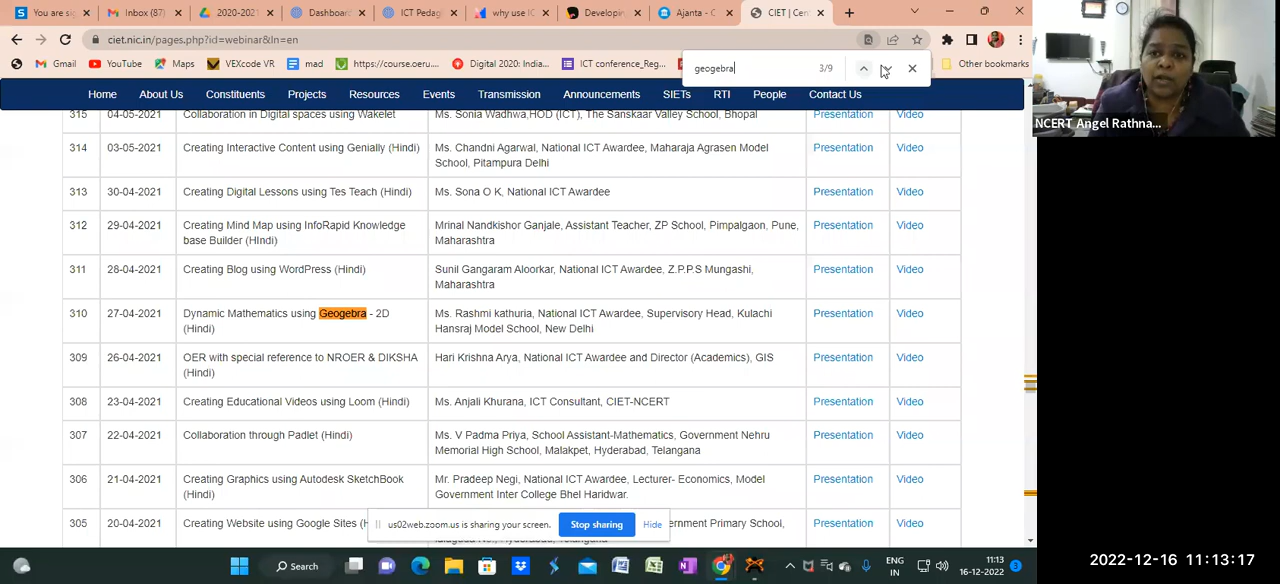 You are sig
Inbox (87)
2020-2021
Dashboard
ICT Pedag
why use IC
Developin
Ajanta - C
CIET | Cen
ciet.nic.in/pages.php?id=webinar&ln=en
Gmail
YouTube
Maps
VEXcode VR
mad
https://course.oeru....
Digital 2020: India...
ICT conference_Reg...
Other bookmarks
geogebra
3/9
Home About Us Constituents Projects Resources Events Transmission Announcements SIETs RTI People Contact Us
315 04-05-2021 Collaboration in Digital spaces using Wakelet Ms. Sonia Wadhwa,HOD (ICT), The Sanskaar Valley School, Bhopal Presentation Video
314 03-05-2021 Creating Interactive Content using Genially (Hindi) Ms. Chandni Agarwal, National ICT Awardee, Maharaja Agrasen Model Presentation Video
School, Pitampura Delhi
313 30-04-2021 Creating Digital Lessons using Tes Teach (Hindi) Ms. Sona O K, National ICT Awardee Presentation Video
312 29-04-2021 Creating Mind Map using InfoRapid Knowledge Mrinal Nandkishor Ganjale, Assistant Teacher, ZP School, Pimpalgaon, Pune, Presentation Video
base Builder (HIndi) Maharashtra
311 28-04-2021 Creating Blog using WordPress (Hindi) Sunil Gangaram Aloorkar, National ICT Awardee, Z.P.P.S Mungashi, Presentation Video
Maharashtra
310 27-04-2021 Dynamic Mathematics using Geogebra - 2D Ms. Rashmi kathuria, National ICT Awardee, Supervisory Head, Kulachi Presentation Video
(Hindi) Hansraj Model School, New Delhi
309 26-04-2021 OER with special reference to NROER & DIKSHA Hari Krishna Arya, National ICT Awardee and Director (Academics), GIS Presentation Video
(Hindi)
308 23-04-2021 Creating Educational Videos using Loom (Hindi) Ms. Anjali Khurana, ICT Consultant, CIET-NCERT Presentation Video
307 22-04-2021 Collaboration through Padlet (Hindi) Ms. V Padma Priya, School Assistant-Mathematics, Government Nehru Presentation Video
Memorial High School, Malakpet, Hyderabad, Telangana
306 21-04-2021 Creating Graphics using Autodesk SketchBook Mr. Pradeep Negi, National ICT Awardee, Lecturer- Economics, Model Presentation Video
(Hindi) Government Inter College Bhel Haridwar.
305 20-04-2021 Creating Website using Google Sites (H ernment Primary School, Presentation Video
us02web.zoom.us is sharing your screen. Stop sharing Hide
NCERT Angel Rathna...
Search
ENG
IN
11:13
16-12-2022
3
2022-12-16 11:13:17